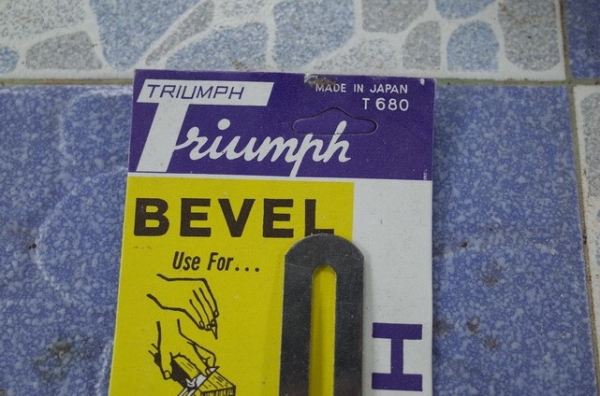 TRIUMPH
MADE IN JAPAN
T 680
Triumph
BEVEL
Use For...
H